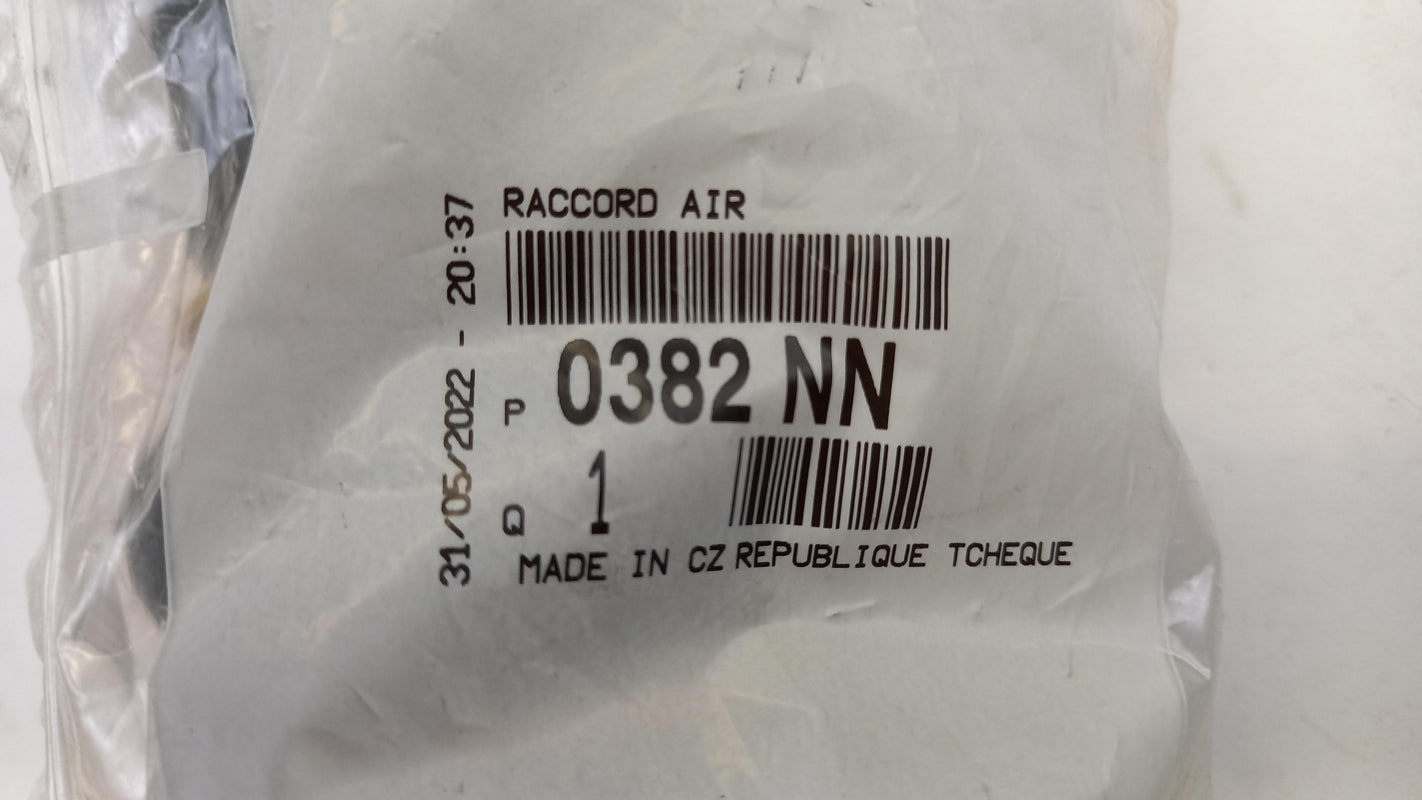 RACCORD AIR
P 0382 NN
Q 1
MADE IN CZ REPUBLIQUE TCHEQUE
31/05/2022 - 20:37